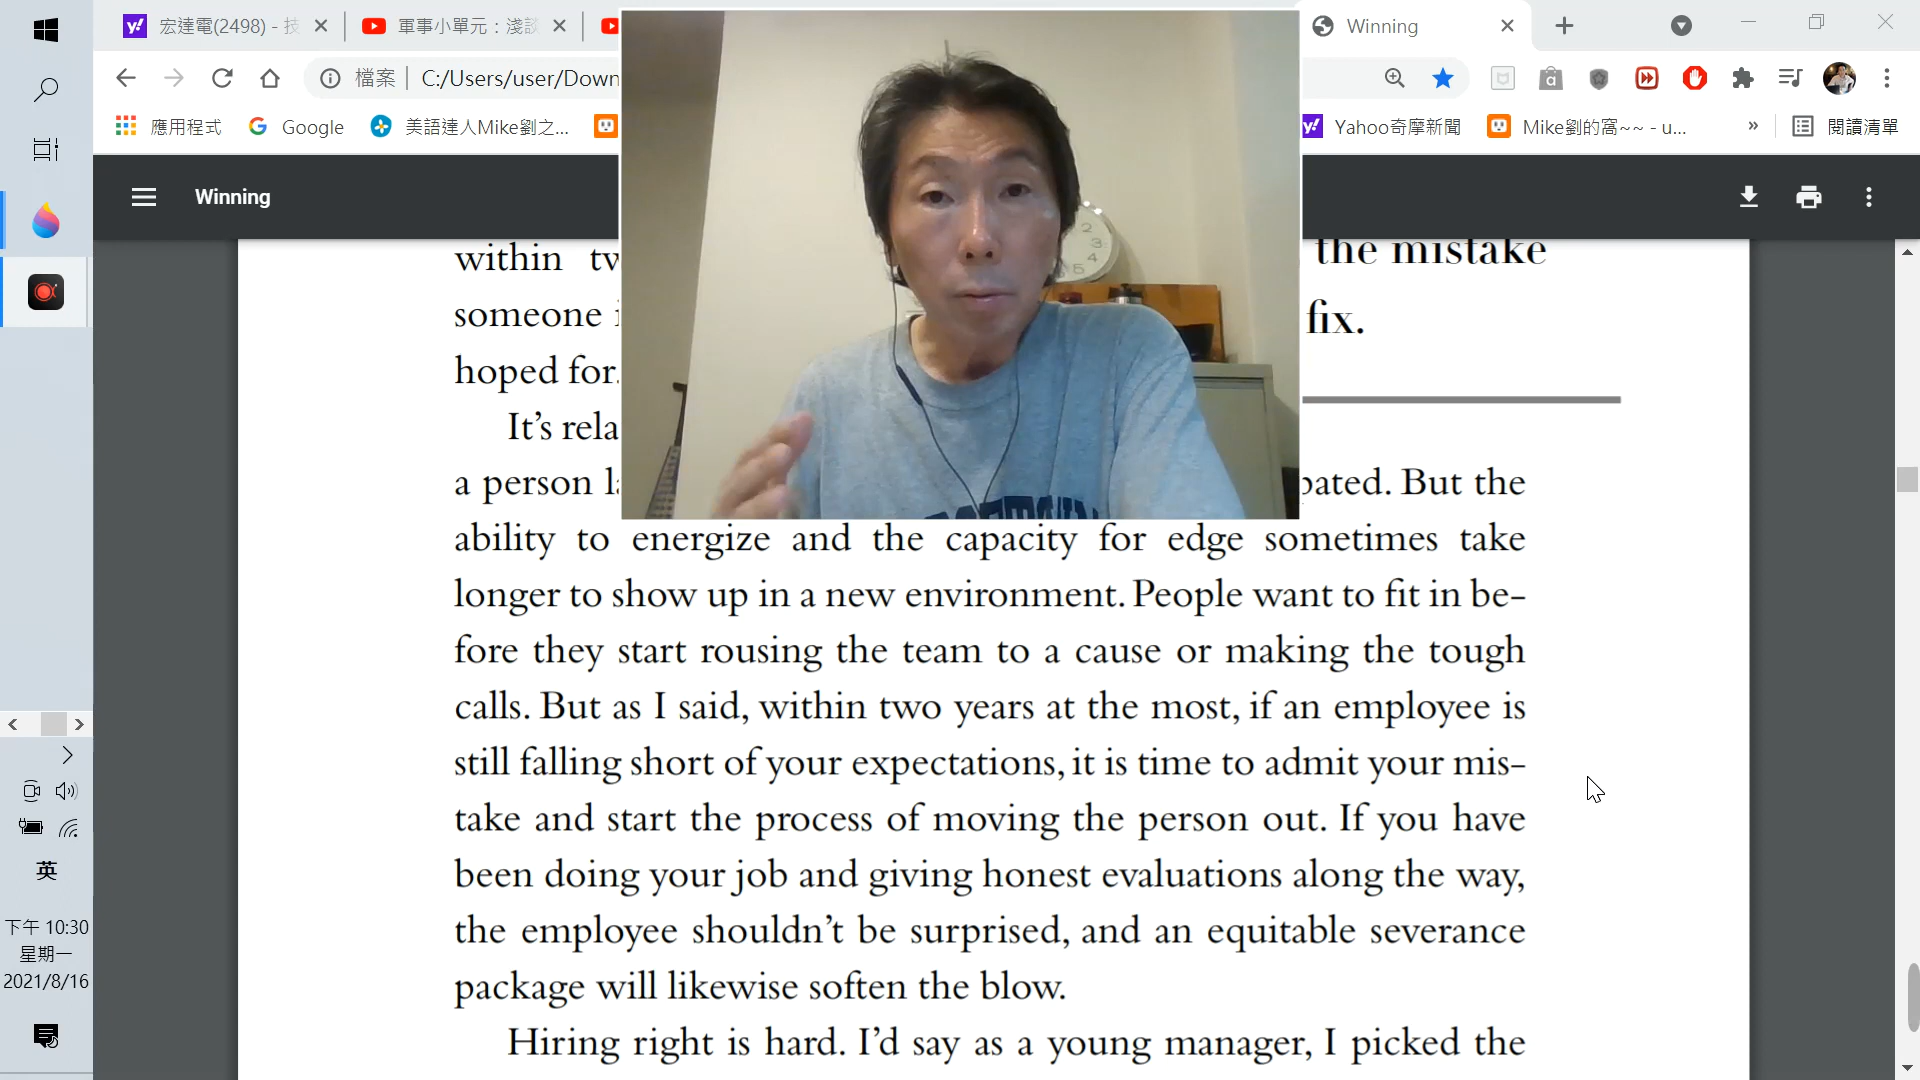 宏達電(2498) - 技
軍事小單元：淺談
Winning
檔案
C:/Users/user/Down
應用程式
Google
美語達人Mike劉之...
Yahoo奇摩新聞
Mike劉的窩~~ - u...
»
閱讀清單
Winning
within tw
the mistake
someone
fix.
hoped for.
It’s rela
a person
pated. But the
ability to energize and the capacity for edge sometimes take
longer to show up in a new environment. People want to fit in be-
fore they start rousing the team to a cause or making the tough
calls. But as I said, within two years at the most, if an employee is
still falling short of your expectations, it is time to admit your mis-
take and start the process of moving the person out. If you have
been doing your job and giving honest evaluations along the way,
the employee shouldn’t be surprised, and an equitable severance
package will likewise soften the blow.
Hiring right is hard. I’d say as a young manager, I picked the
英
下午 10:30
星期一
2021/8/16
2
3
4
5